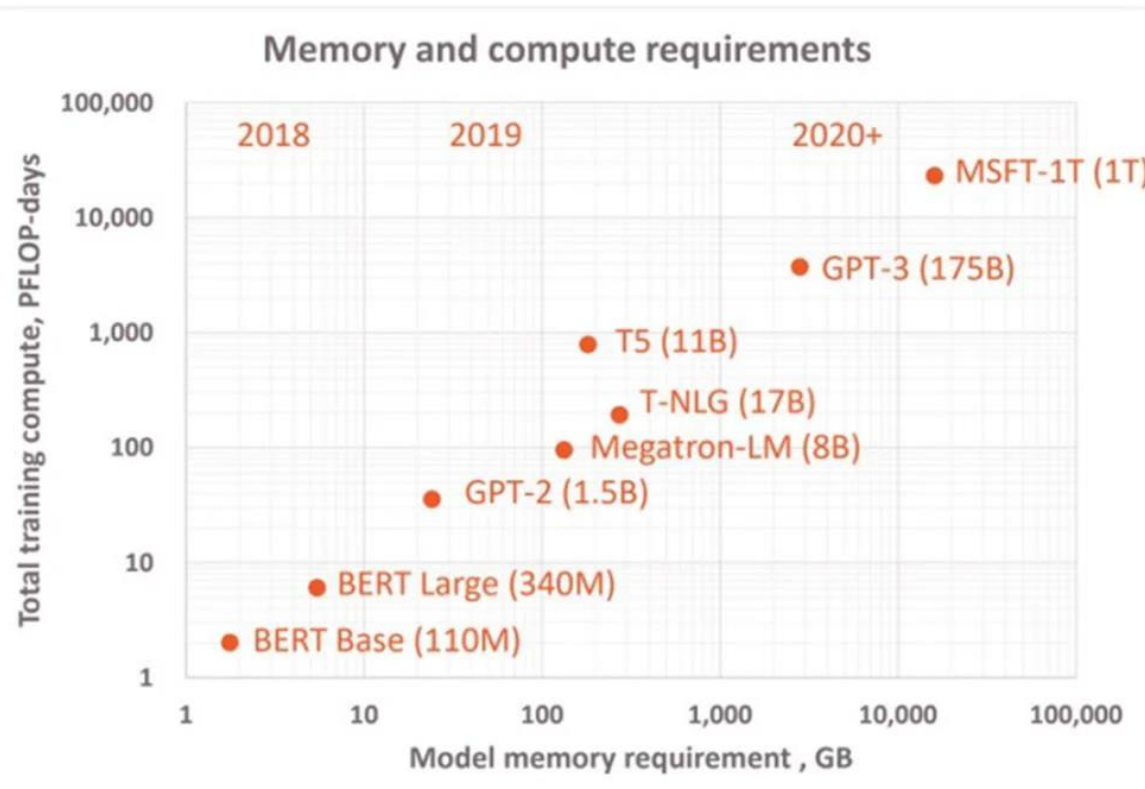 Memory and compute requirements
100,000
2018
2019
2020+
MSFT-1T (1T)
10,000
GPT-3 (175B)
1,000
T5 (11B)
T-NLG (17B)
100
Megatron-LM (8B)
GPT-2 (1.5B)
10
BERT Large (340M)
BERT Base (110M)
1
Total training compute, PFLOP-days
1
10
100
1,000
10,000
100,000
Model memory requirement , GB